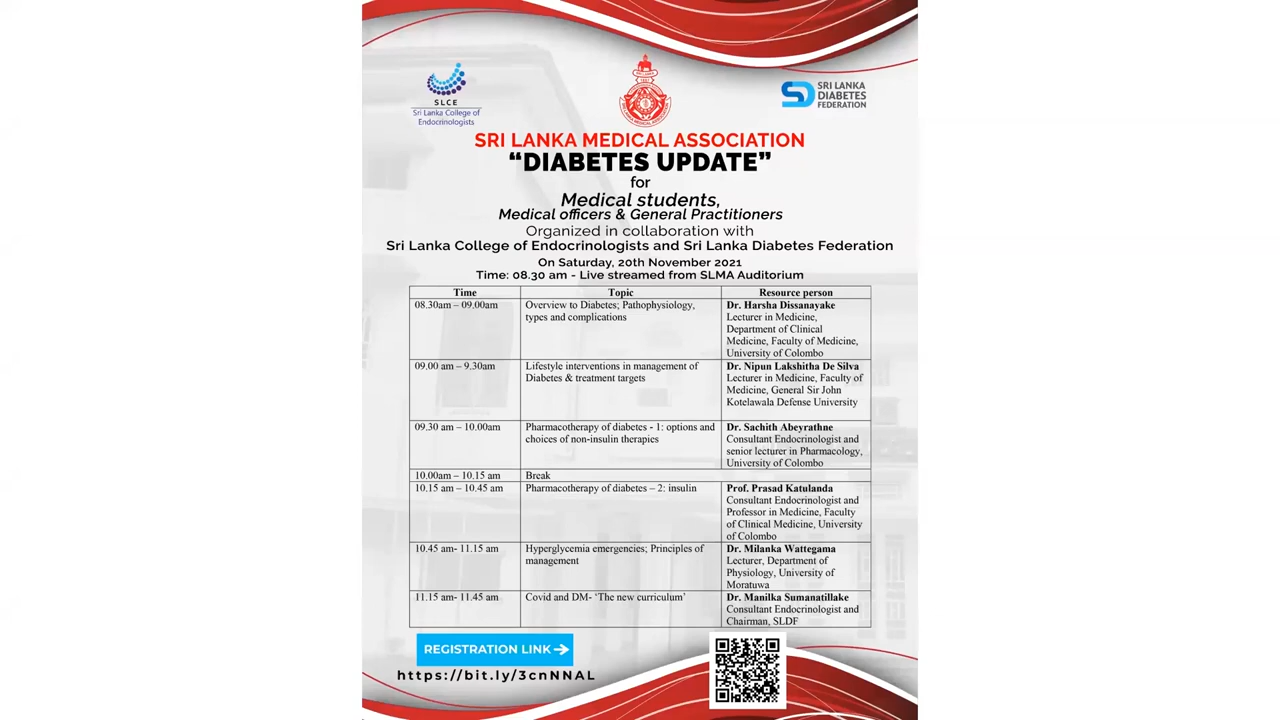 SLCE
Sri Lanka College of
Endocrinologists
SRI LANKA
DIABETES
FEDERATION
SRI LANKA MEDICAL ASSOCIATION
“DIABETES UPDATE”
for
Medical students,
Medical officers & General Practitioners
Organized in collaboration with
Sri Lanka College of Endocrinologists and Sri Lanka Diabetes Federation
On Saturday, 20th November 2021
Time: 08.30 am - Live streamed from SLMA Auditorium
Time Topic Resource person
08.30am – 09.00am Overview to Diabetes; Pathophysiology, Dr. Harsha Dissanayake
types and complications Lecturer in Medicine,
Department of Clinical
Medicine, Faculty of Medicine,
University of Colombo
09.00 am – 9.30am Lifestyle interventions in management of Dr. Nipun Lakshitha De Silva
Diabetes & treatment targets Lecturer in Medicine, Faculty of
Medicine, General Sir John
Kotelawala Defense University
09.30 am – 10.00am Pharmacotherapy of diabetes - 1: options and Dr. Sachith Abeyrathne
choices of non-insulin therapies Consultant Endocrinologist and
senior lecturer in Pharmacology,
University of Colombo
10.00am – 10.15 am Break
10.15 am – 10.45 am Pharmacotherapy of diabetes – 2: insulin Prof. Prasad Katulanda
Consultant Endocrinologist and
Professor in Medicine, Faculty
of Clinical Medicine, University
of Colombo
10.45 am- 11.15 am Hyperglycemia emergencies; Principles of Dr. Milanka Wattegama
management Lecturer, Department of
Physiology, University of
Moratuwa
11.15 am- 11.45 am Covid and DM- ‘The new curriculum’ Dr. Manilka Sumanatillake
Consultant Endocrinologist and
Chairman, SLDF
REGISTRATION LINK
https://bit.ly/3cnNNAL